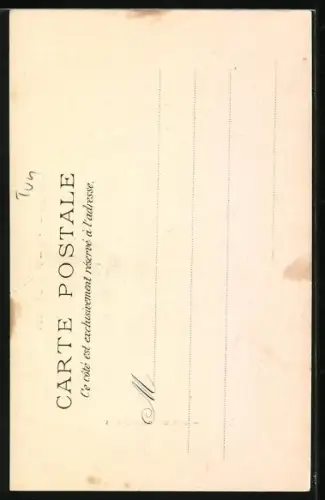 CARTE POSTALE
Ce côté est exclusivement réservé à l'adresse.
M